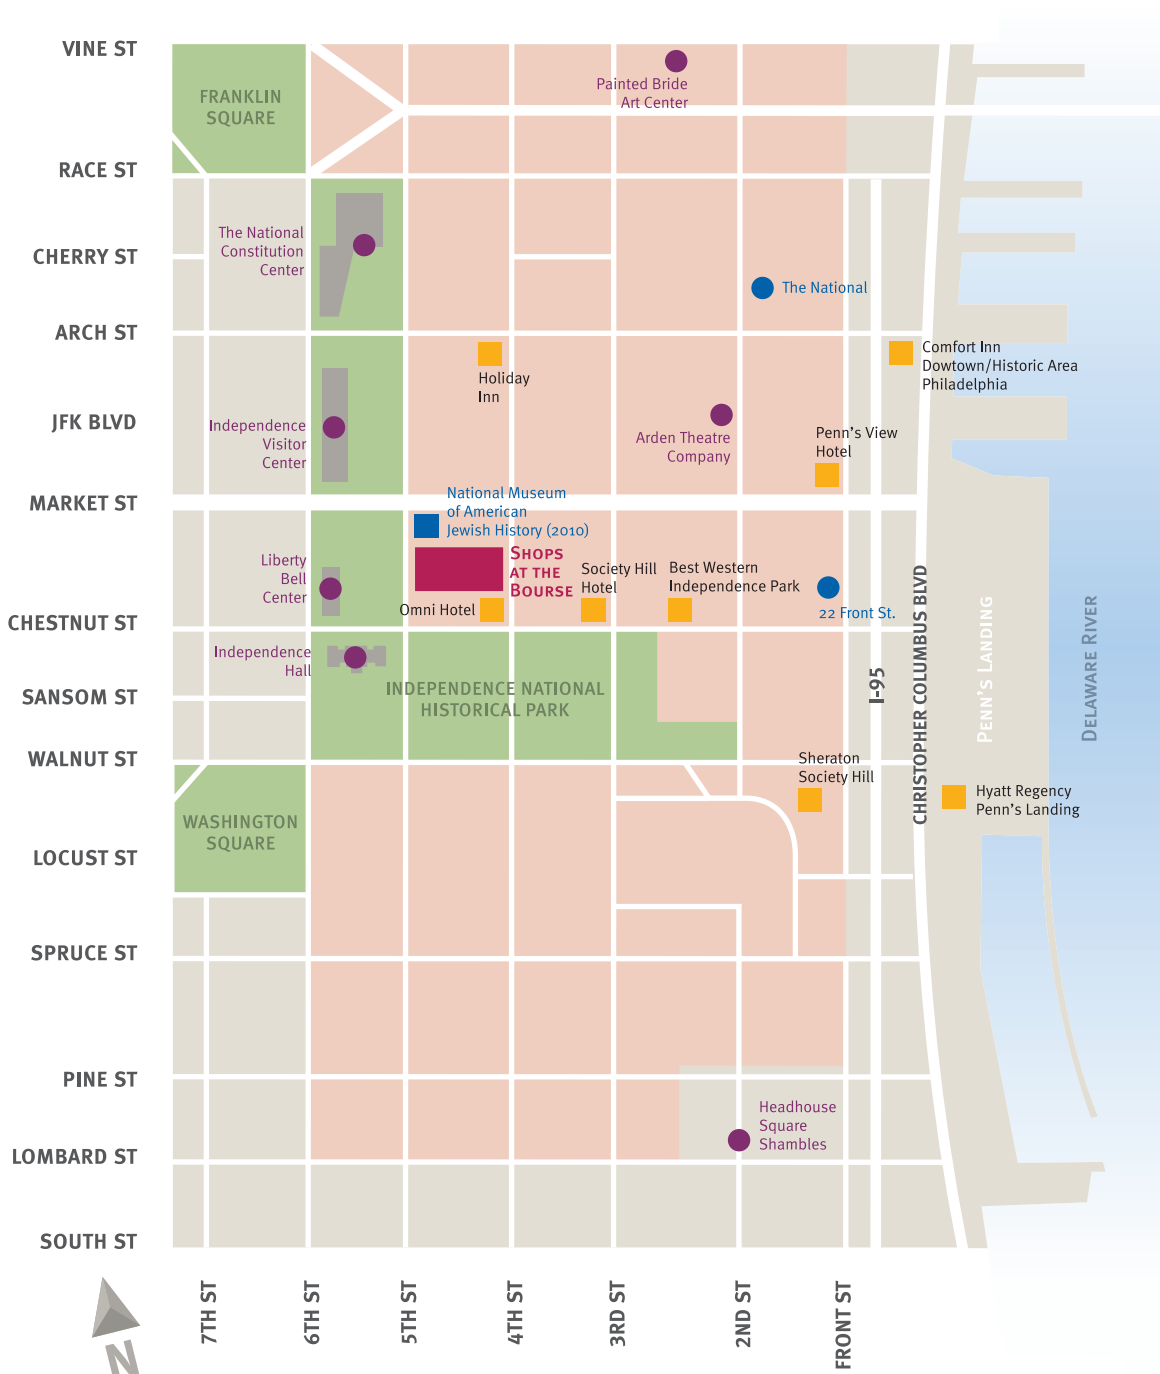 VINE ST
FRANKLIN
SQUARE
Painted Bride
Art Center
RACE ST
The National
Constitution
Center
CHERRY ST
The National
ARCH ST
Holiday
Inn
Comfort Inn
Dowtown/Historic Area
Philadelphia
JFK BLVD
Independence
Visitor
Center
Arden Theatre
Company
Penn's View
Hotel
MARKET ST
National Museum
of American
Jewish History (2010)
Liberty
Bell
Center
SHOPS
AT THE
BOURSE
Omni Hotel
Society Hill
Hotel
Best Western
Independence Park
22 Front St.
CHESTNUT ST
Independence
Hall
INDEPENDENCE NATIONAL
HISTORICAL PARK
SANSOM ST
I-95
CHRISTOPHER COLUMBUS BLVD
PENN'S LANDING
DELAWARE RIVER
WALNUT ST
Sheraton
Society Hill
Hyatt Regency
Penn's Landing
WASHINGTON
SQUARE
LOCUST ST
SPRUCE ST
PINE ST
Headhouse
Square
Shambles
LOMBARD ST
SOUTH ST
N
7TH ST
6TH ST
5TH ST
4TH ST
3RD ST
2ND ST
FRONT ST